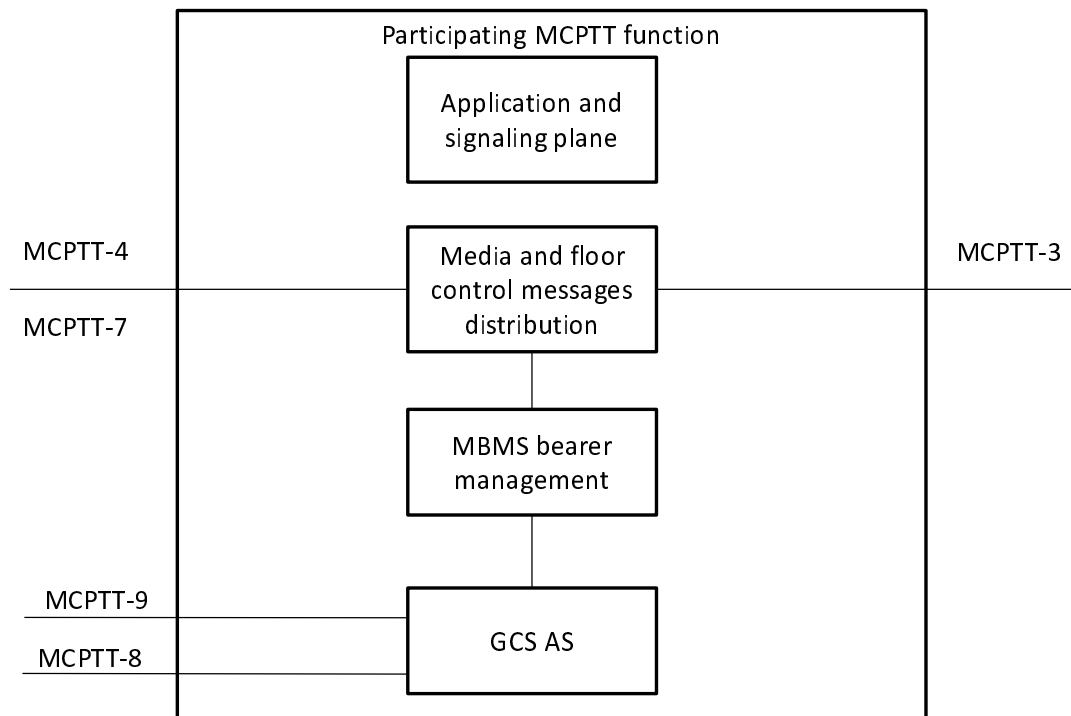 Participating MCPTT function
Application and
signaling plane
MCPTT-4
MCPTT-3
Media and floor
control messages
distribution
MCPTT-7
MBMS bearer
management
MCPTT-9
GCS AS
MCPTT-8